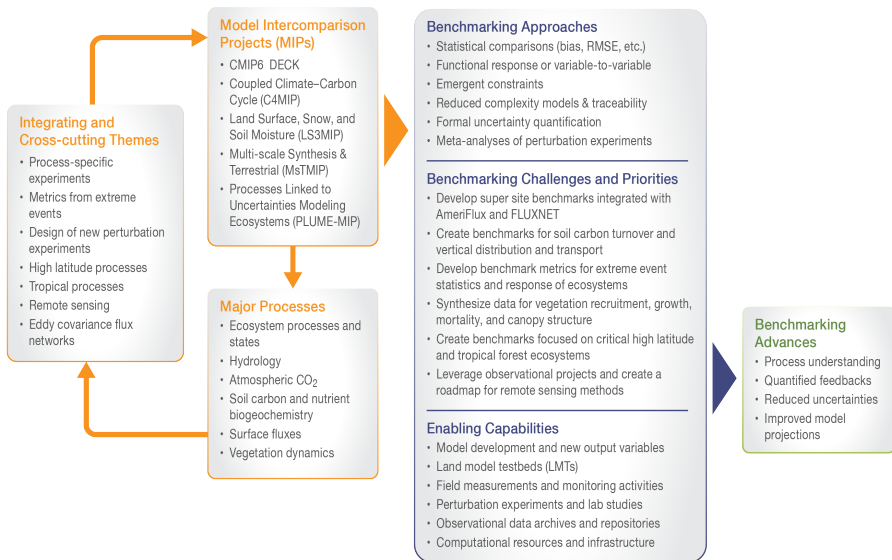 Integrating and
Cross-cutting Themes
• Process-specific
experiments
• Metrics from extreme
events
• Design of new perturbation
experiments
• High latitude processes
• Tropical processes
• Remote sensing
• Eddy covariance flux
networks
Model Intercomparison
Projects (MIPs)
• CMIP6 DECK
• Coupled Climate–Carbon
Cycle (C4MIP)
• Land Surface, Snow, and
Soil Moisture (LS3MIP)
• Multi-scale Synthesis &
Terrestrial (MsTMIP)
• Processes Linked to
Uncertainties Modeling
Ecosystems (PLUME-MIP)
Major Processes
• Ecosystem processes and
states
• Hydrology
• Atmospheric CO₂
• Soil carbon and nutrient
biogeochemistry
• Surface fluxes
• Vegetation dynamics
Benchmarking Approaches
• Statistical comparisons (bias, RMSE, etc.)
• Functional response or variable-to-variable
• Emergent constraints
• Reduced complexity models & traceability
• Formal uncertainty quantification
• Meta-analyses of perturbation experiments
Benchmarking Challenges and Priorities
• Develop super site benchmarks integrated with
AmeriFlux and FLUXNET
• Create benchmarks for soil carbon turnover and
vertical distribution and transport
• Develop benchmark metrics for extreme event
statistics and response of ecosystems
• Synthesize data for vegetation recruitment, growth,
mortality, and canopy structure
• Create benchmarks focused on critical high latitude
and tropical forest ecosystems
• Leverage observational projects and create a
roadmap for remote sensing methods
Enabling Capabilities
• Model development and new output variables
• Land model testbeds (LMTs)
• Field measurements and monitoring activities
• Perturbation experiments and lab studies
• Observational data archives and repositories
• Computational resources and infrastructure
Benchmarking
Advances
• Process understanding
• Quantified feedbacks
• Reduced uncertainties
• Improved model
projections